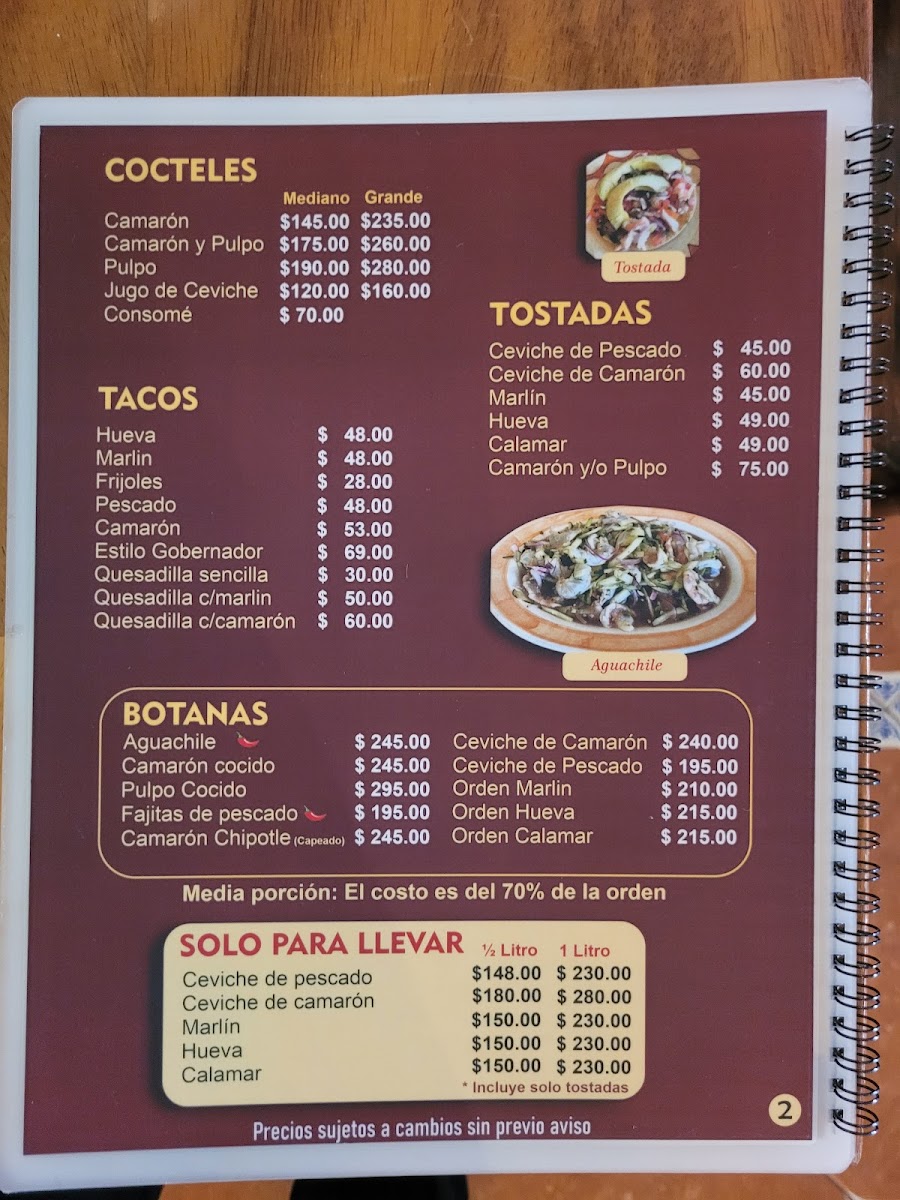 COCTELES
Mediano Grande
Camarón $145.00 $235.00
Camarón y Pulpo $175.00 $260.00
Pulpo $190.00 $280.00
Jugo de Ceviche $120.00 $160.00
Consomé $ 70.00
TACOS
Hueva $ 48.00
Marlin $ 48.00
Frijoles $ 28.00
Pescado $ 48.00
Camarón $ 53.00
Estilo Gobernador $ 69.00
Quesadilla sencilla $ 30.00
Quesadilla c/marlin $ 50.00
Quesadilla c/camarón $ 60.00
Tostada
TOSTADAS
Ceviche de Pescado $ 45.00
Ceviche de Camarón $ 60.00
Marlín $ 45.00
Hueva $ 49.00
Calamar $ 49.00
Camarón y/o Pulpo $ 75.00
Aguachile
BOTANAS
Aguachile $ 245.00
Camarón cocido $ 245.00
Pulpo Cocido $ 295.00
Fajitas de pescado $ 195.00
Camarón Chipotle (Capeado) $ 245.00
Ceviche de Camarón $ 240.00
Ceviche de Pescado $ 195.00
Orden Marlin $ 210.00
Orden Hueva $ 215.00
Orden Calamar $ 215.00
Media porción: El costo es del 70% de la orden
SOLO PARA LLEVAR ½ Litro 1 Litro
Ceviche de pescado $148.00 $ 230.00
Ceviche de camarón $180.00 $ 280.00
Marlín $150.00 $ 230.00
Hueva $150.00 $ 230.00
Calamar $150.00 $ 230.00
* Incluye solo tostadas
2
Precios sujetos a cambios sin previo aviso